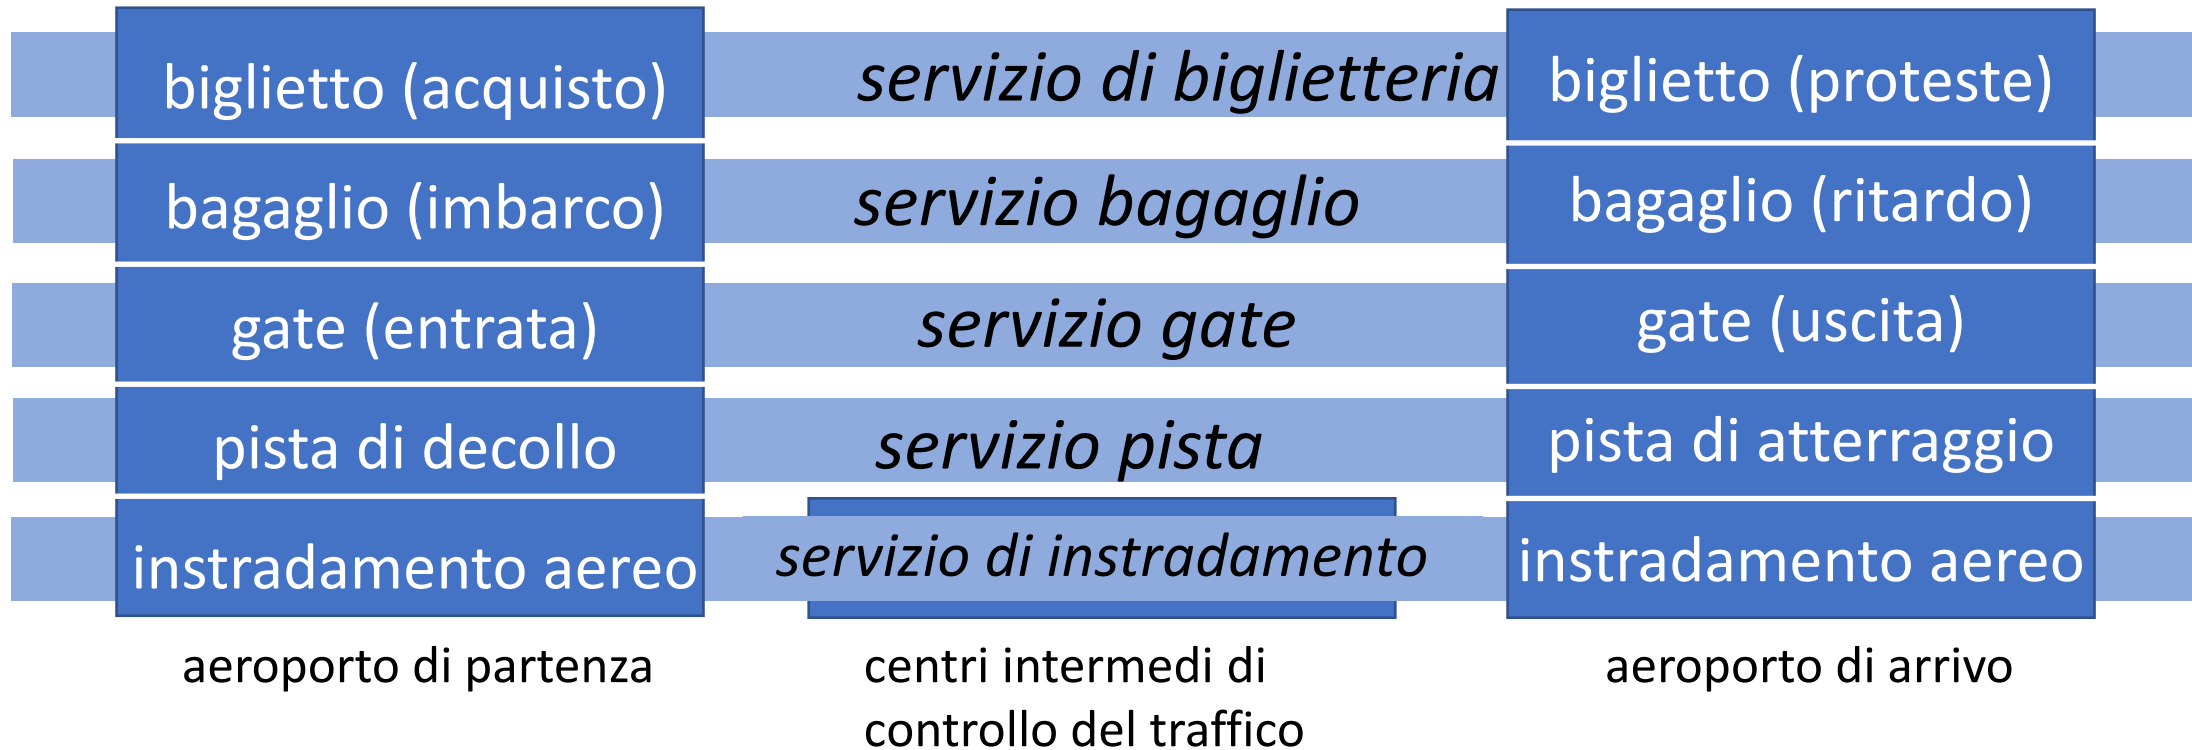 biglietto (acquisto)
servizio di biglietteria
biglietto (proteste)
bagaglio (imbarco)
servizio bagaglio
bagaglio (ritardo)
gate (entrata)
servizio gate
gate (uscita)
pista di decollo
servizio pista
pista di atterraggio
instradamento aereo
servizio di instradamento
instradamento aereo
aeroporto di partenza
centri intermedi di
controllo del traffico
aeroporto di arrivo